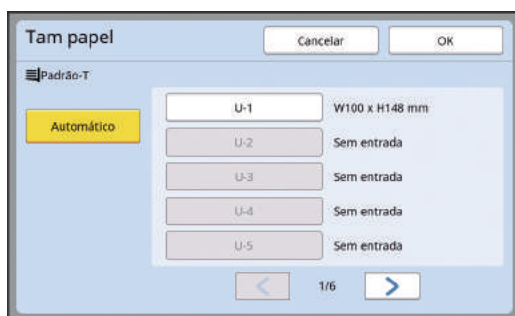 Tam papel
Cancelar
OK
Padrão-T
Automático
U-1 W100 x H148 mm
U-2 Sem entrada
U-3 Sem entrada
U-4 Sem entrada
U-5 Sem entrada
1/6